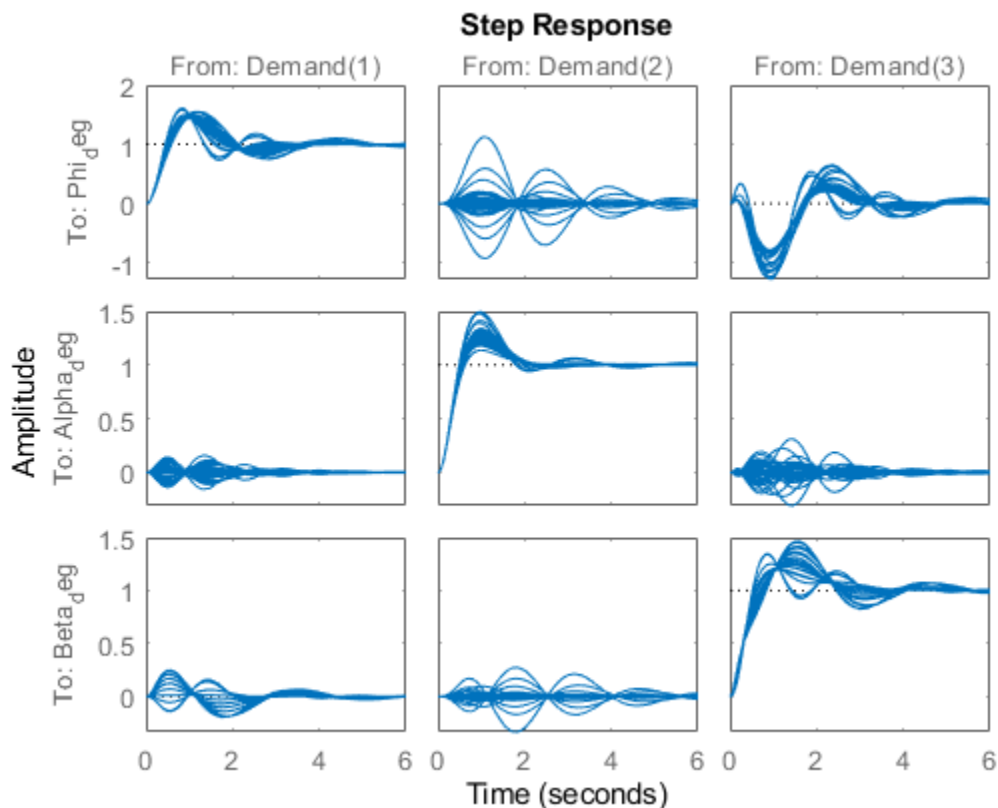 Step Response
From: Demand(1) From: Demand(2) From: Demand(3)
To: Phi_deg
2
1
0
-1
Amplitude
To: Alpha_deg
1.5
1
0.5
0
To: Beta_deg
1.5
1
0.5
0
0 2 4 6 0 2 4 6 0 2 4 6
Time (seconds)